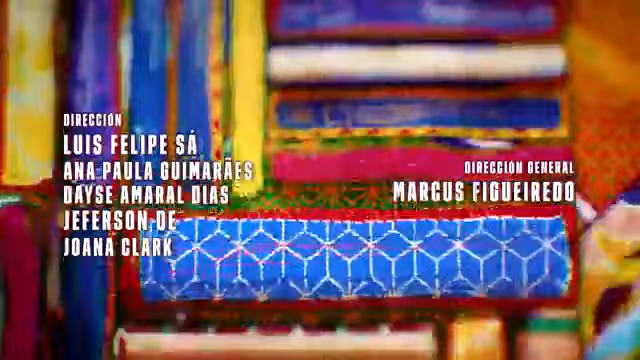 DIRECCIÓN
LUIS FELIPE SÁ
ANA PAULA GUIMARÃES
DAYSE AMARAL DIAS
JEFERSON DE
JOANA CLARK
DIRECCIÓN GENERAL
MARCUS FIGUEIREDO